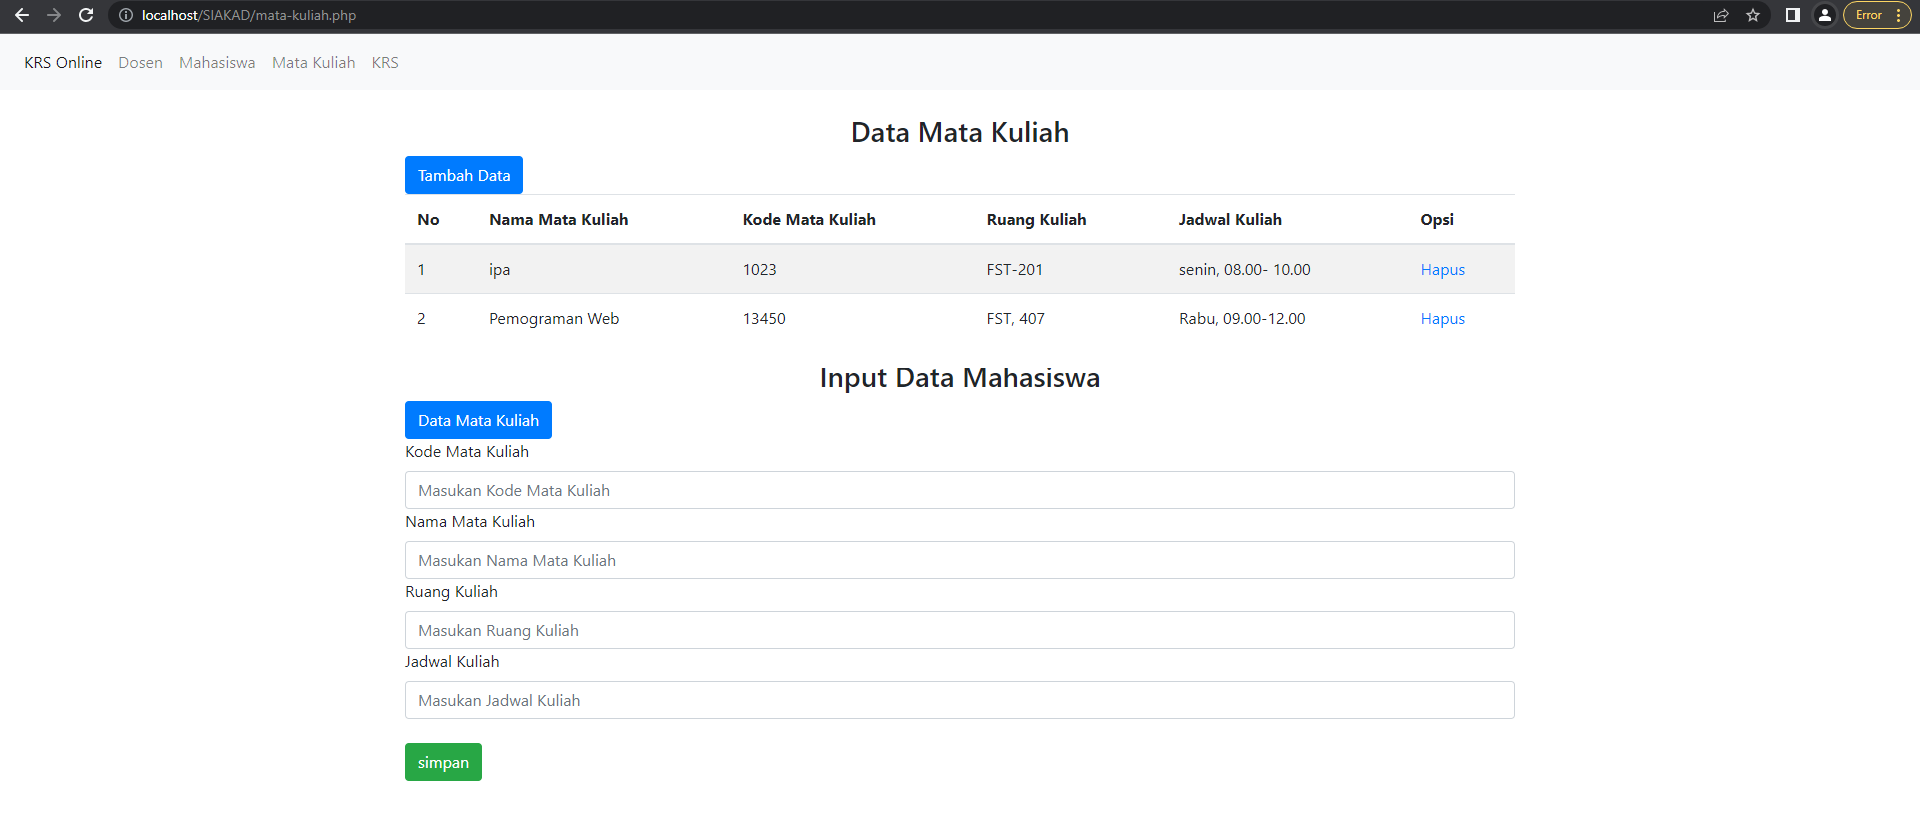 localhost/SIAKAD/mata-kuliah.php Error
KRS Online Dosen Mahasiswa Mata Kuliah KRS
Data Mata Kuliah
Tambah Data
No Nama Mata Kuliah Kode Mata Kuliah Ruang Kuliah Jadwal Kuliah Opsi
1 ipa 1023 FST-201 senin, 08.00- 10.00 Hapus
2 Pemograman Web 13450 FST, 407 Rabu, 09.00-12.00 Hapus
Input Data Mahasiswa
Data Mata Kuliah
Kode Mata Kuliah
Masukan Kode Mata Kuliah
Nama Mata Kuliah
Masukan Nama Mata Kuliah
Ruang Kuliah
Masukan Ruang Kuliah
Jadwal Kuliah
Masukan Jadwal Kuliah
simpan